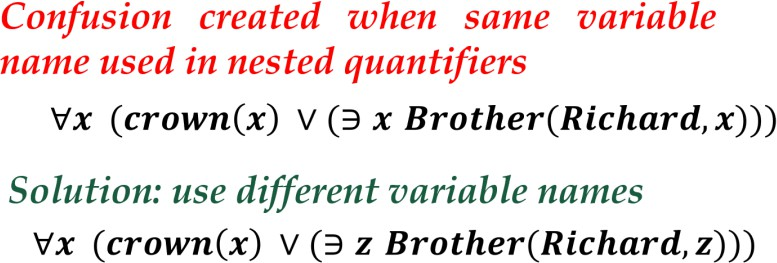 Confusion created when same variable
name used in nested quantifiers
∀x (crown(x) ∨ (∋ x Brother(Richard, x)))
Solution: use different variable names
∀x (crown(x) ∨ (∋ z Brother(Richard, z)))